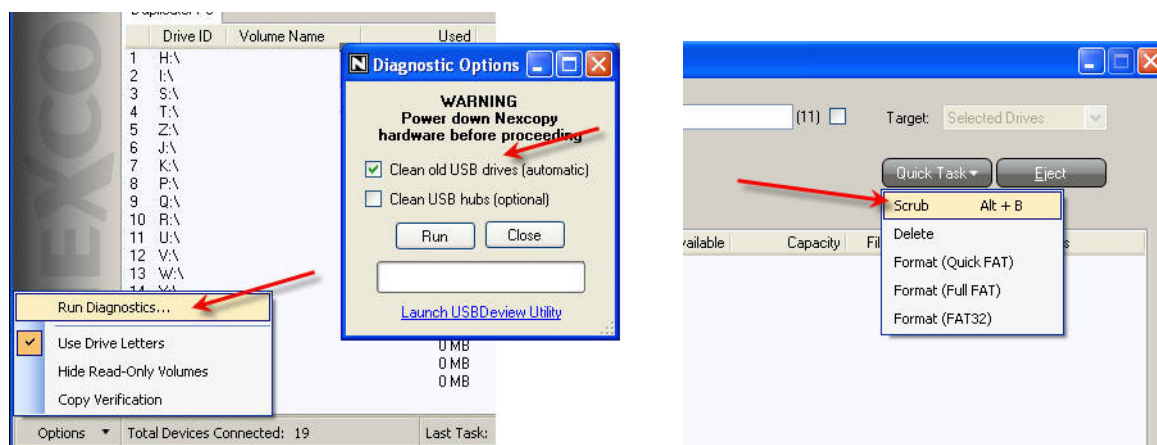 Drive ID Volume Name Used
1 H:\
2 I:\
3 S:\
4 T:\
5 Z:\
6 J:\
7 K:\
8 P:\
9 Q:\
10 R:\
11 U:\
12 V:\
13 W:\
EXCO
Run Diagnostics...
Use Drive Letters
Hide Read-Only Volumes
Copy Verification
0 MB
0 MB
0 MB
Options Total Devices Connected: 19 Last Task:
N Diagnostic Options
WARNING
Power down Nexcopy
hardware before proceeding
Clean old USB drives (automatic)
Clean USB hubs (optional)
Run Close
Launch USBDeview Utility
(11) Target: Selected Drives
Quick Task Eject
Scrub Alt + B
Delete
Format (Quick FAT)
Format (Full FAT)
Format (FAT32)
Capacity